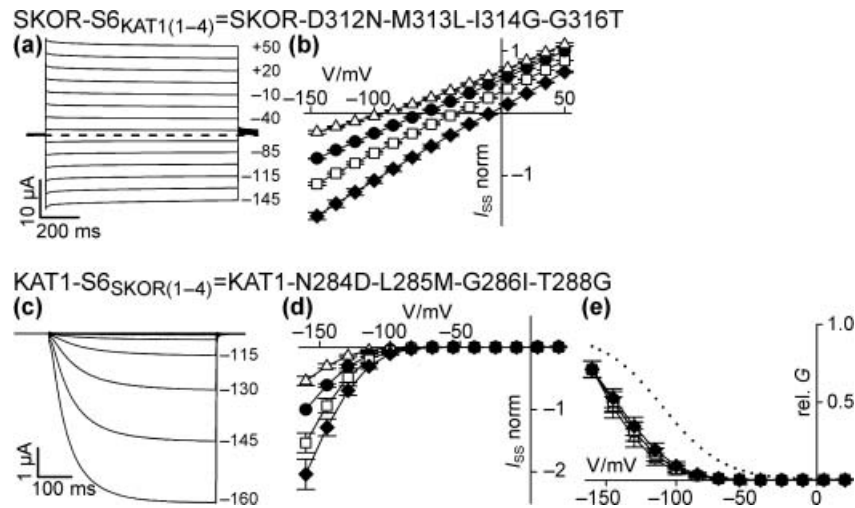 SKOR-S6KAT1(1–4)=SKOR-D312N-M313L-I314G-G316T
(a)
+50
+20
−10
−40
−85
−115
−145
10 µA
200 ms
(b)
V/mV
−150
−100
−50
50
1
−1
ISS norm
KAT1-S6SKOR(1–4)=KAT1-N284D-L285M-G286I-T288G
(c)
−115
−130
−145
−160
1 µA
100 ms
(d)
V/mV
−150
−100
−50
−1
−2
ISS norm
(e)
1.0
0.5
rel. G
V/mV
−150
−100
−50
0